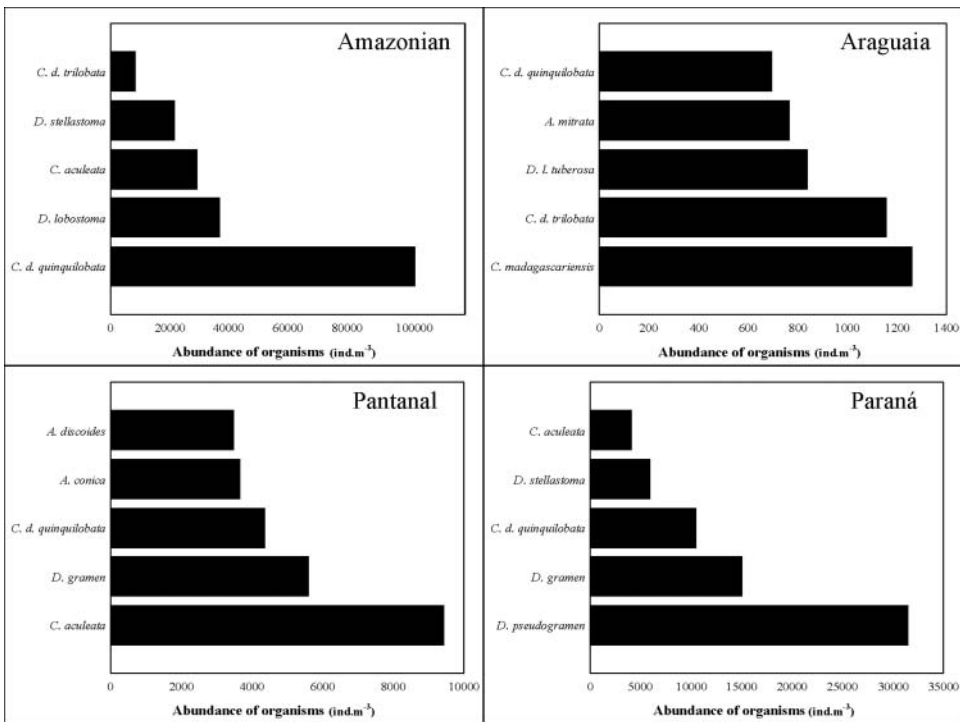 Amazonian
C. d. trilobata
D. stellastoma
C. aculeata
D. lobostoma
C. d. quinquilobata
0 20000 40000 60000 80000 100000
Abundance of organisms (ind.m⁻³)
Araguaia
C. d. quinquilobata
A. mitrata
D. l. tuberosa
C. d. trilobata
C. madagascariensis
0 200 400 600 800 1000 1200 1400
Abundance of organisms (ind.m⁻³)
Pantanal
A. discoides
A. conica
C. d. quinquilobata
D. gramen
C. aculeata
0 2000 4000 6000 8000 10000
Abundance of organisms (ind.m⁻³)
Paraná
C. aculeata
D. stellastoma
C. d. quinquilobata
D. gramen
D. pseudogramen
0 5000 10000 15000 20000 25000 30000 35000
Abundance of organisms (ind.m⁻³)